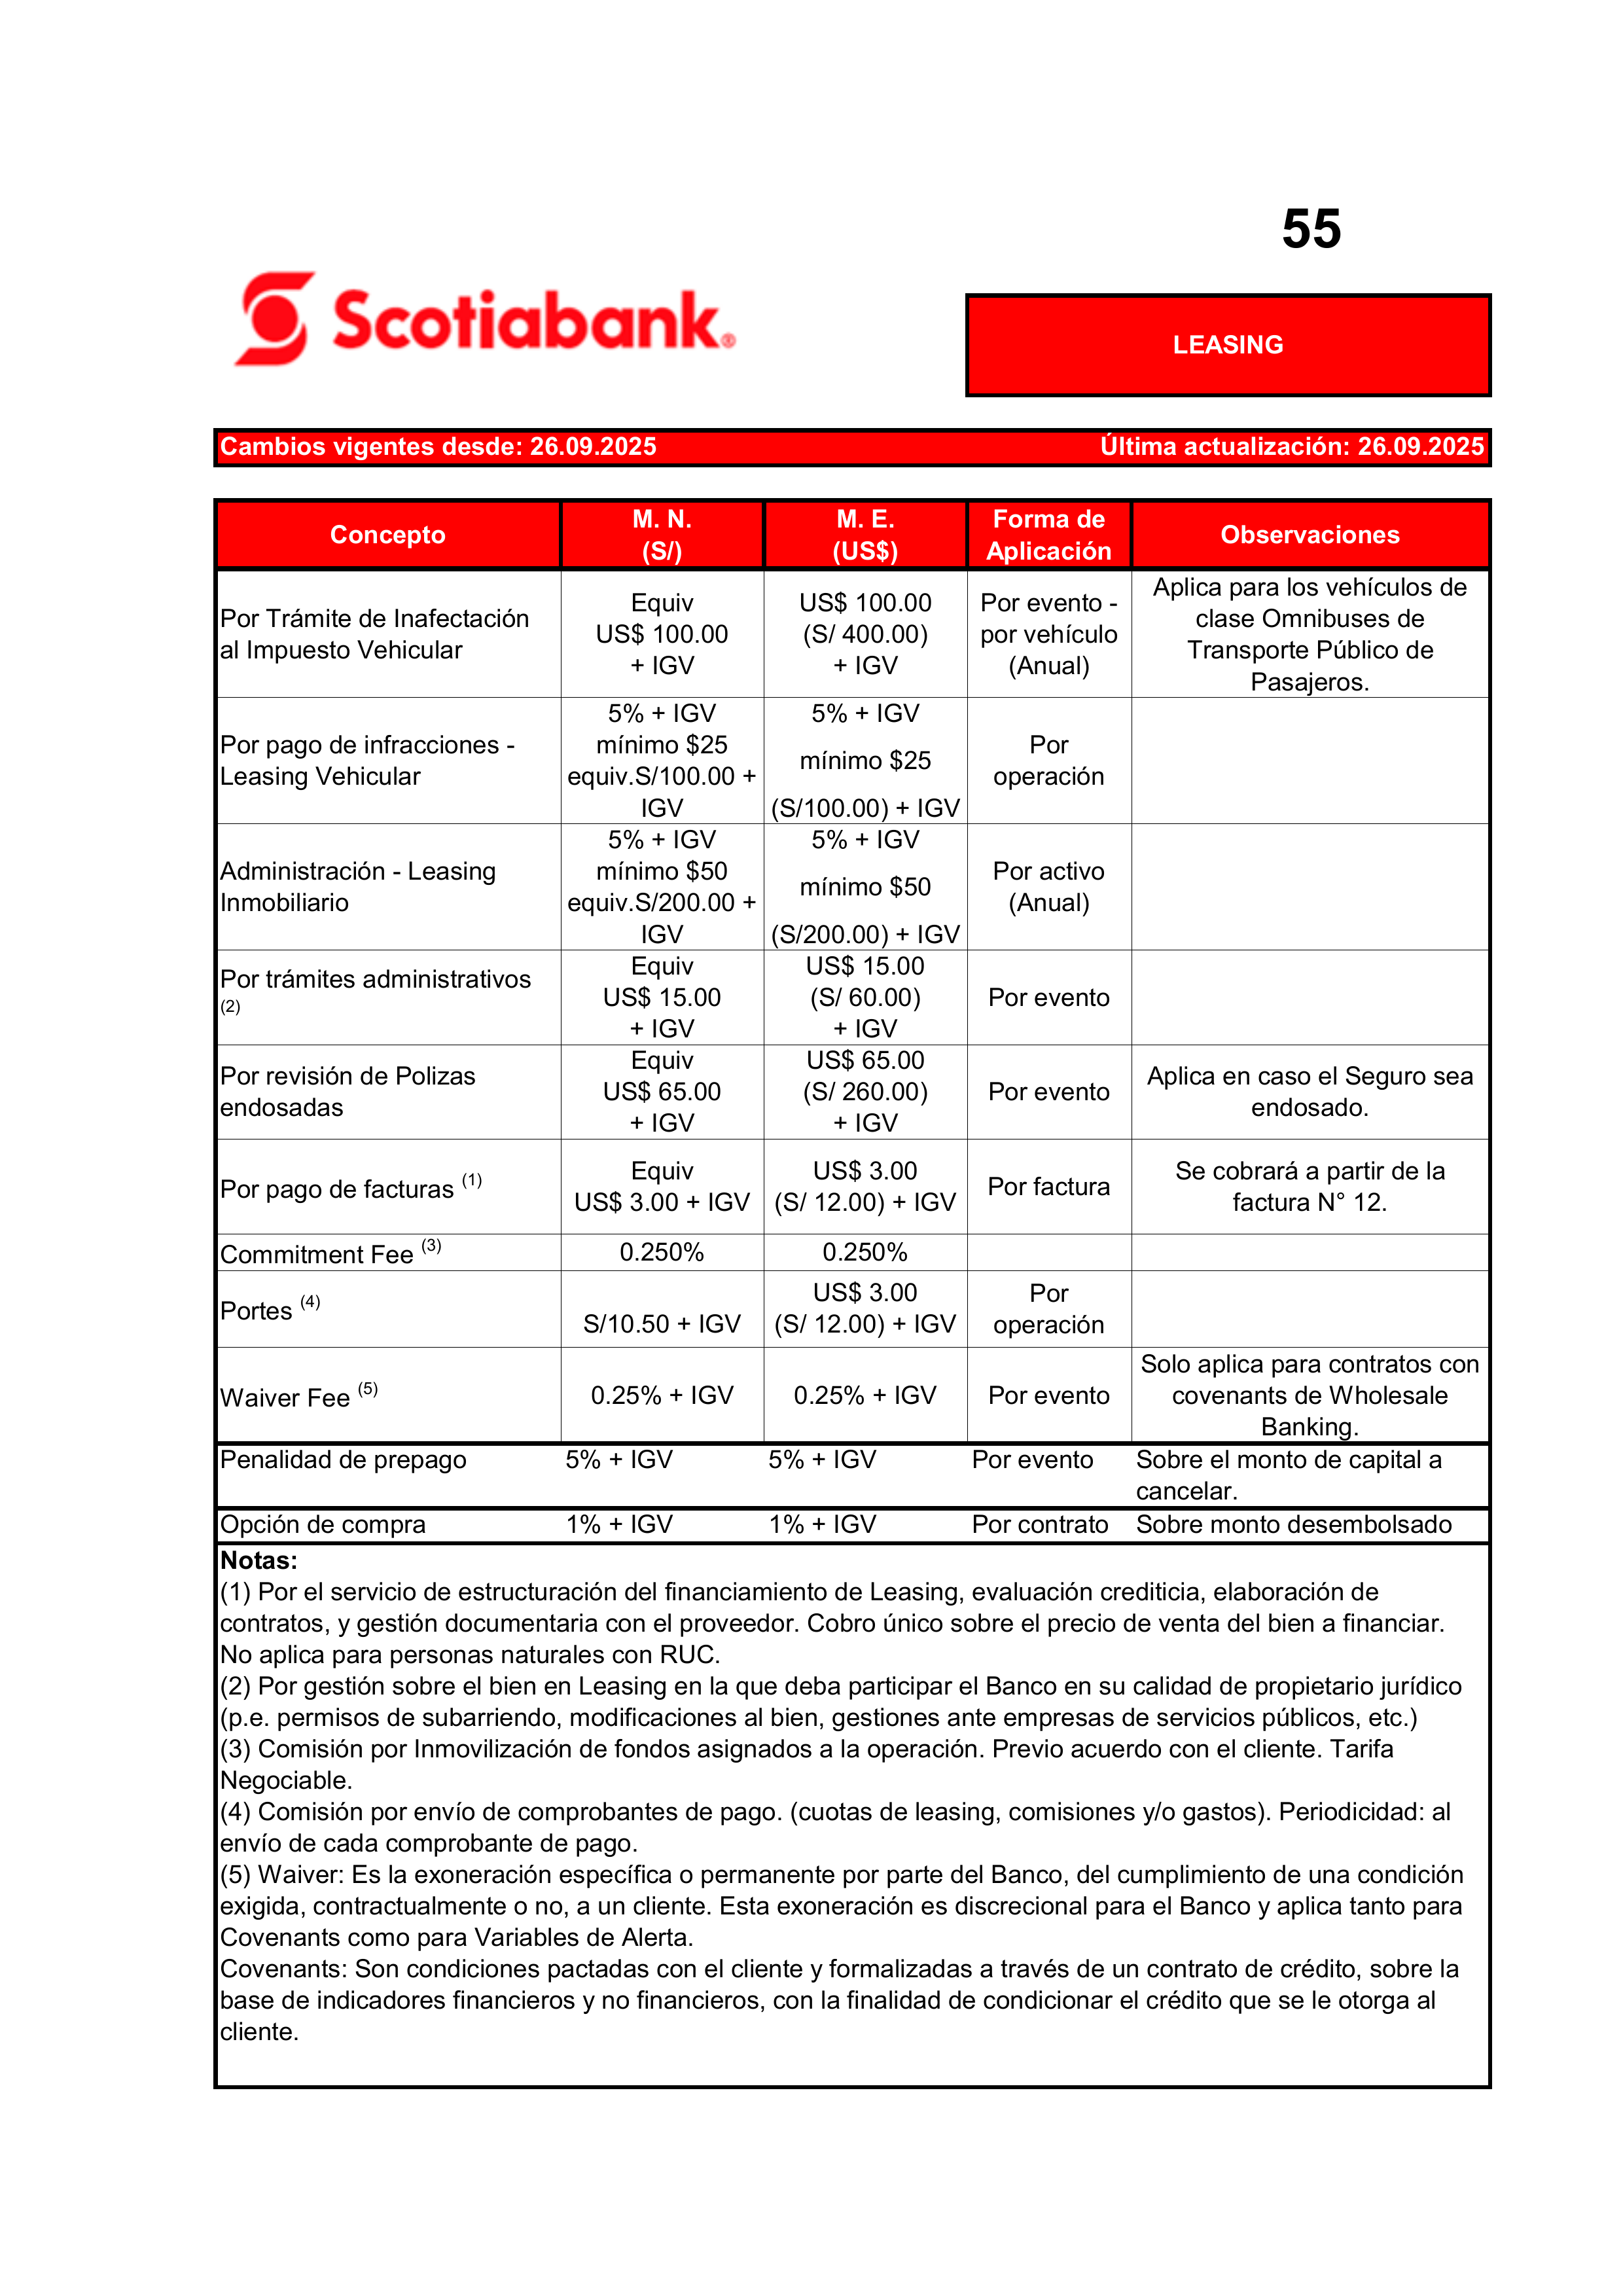 55
Scotiabank®
LEASING
Cambios vigentes desde: 26.09.2025 Última actualización: 26.09.2025
Concepto
M. N.
(S/)
M. E.
(US$)
Forma de
Aplicación
Observaciones
Por Trámite de Inafectación
al Impuesto Vehicular
Equiv
US$ 100.00
+ IGV
US$ 100.00
(S/ 400.00)
+ IGV
Por evento -
por vehículo
(Anual)
Aplica para los vehículos de
clase Omnibuses de
Transporte Público de
Pasajeros.
Por pago de infracciones -
Leasing Vehicular
5% + IGV
mínimo $25
equiv.S/100.00 +
IGV
5% + IGV
mínimo $25
(S/100.00) + IGV
Por
operación
Administración - Leasing
Inmobiliario
5% + IGV
mínimo $50
equiv.S/200.00 +
IGV
5% + IGV
mínimo $50
(S/200.00) + IGV
Por activo
(Anual)
Por trámites administrativos
(2)
Equiv
US$ 15.00
+ IGV
US$ 15.00
(S/ 60.00)
+ IGV
Por evento
Por revisión de Polizas
endosadas
Equiv
US$ 65.00
+ IGV
US$ 65.00
(S/ 260.00)
+ IGV
Por evento
Aplica en caso el Seguro sea
endosado.
Por pago de facturas (1)
Equiv
US$ 3.00 + IGV
US$ 3.00
(S/ 12.00) + IGV
Por factura
Se cobrará a partir de la
factura N° 12.
Commitment Fee (3)
0.250%
0.250%
Portes (4)
S/10.50 + IGV
US$ 3.00
(S/ 12.00) + IGV
Por
operación
Waiver Fee (5)
0.25% + IGV
0.25% + IGV
Por evento
Solo aplica para contratos con
covenants de Wholesale
Banking.
Penalidad de prepago
5% + IGV
5% + IGV
Por evento
Sobre el monto de capital a
cancelar.
Opción de compra
1% + IGV
1% + IGV
Por contrato
Sobre monto desembolsado
Notas:
(1) Por el servicio de estructuración del financiamiento de Leasing, evaluación crediticia, elaboración de
contratos, y gestión documentaria con el proveedor. Cobro único sobre el precio de venta del bien a financiar.
No aplica para personas naturales con RUC.
(2) Por gestión sobre el bien en Leasing en la que deba participar el Banco en su calidad de propietario jurídico
(p.e. permisos de subarriendo, modificaciones al bien, gestiones ante empresas de servicios públicos, etc.)
(3) Comisión por Inmovilización de fondos asignados a la operación. Previo acuerdo con el cliente. Tarifa
Negociable.
(4) Comisión por envío de comprobantes de pago. (cuotas de leasing, comisiones y/o gastos). Periodicidad: al
envío de cada comprobante de pago.
(5) Waiver: Es la exoneración específica o permanente por parte del Banco, del cumplimiento de una condición
exigida, contractualmente o no, a un cliente. Esta exoneración es discrecional para el Banco y aplica tanto para
Covenants como para Variables de Alerta.
Covenants: Son condiciones pactadas con el cliente y formalizadas a través de un contrato de crédito, sobre la
base de indicadores financieros y no financieros, con la finalidad de condicionar el crédito que se le otorga al
cliente.